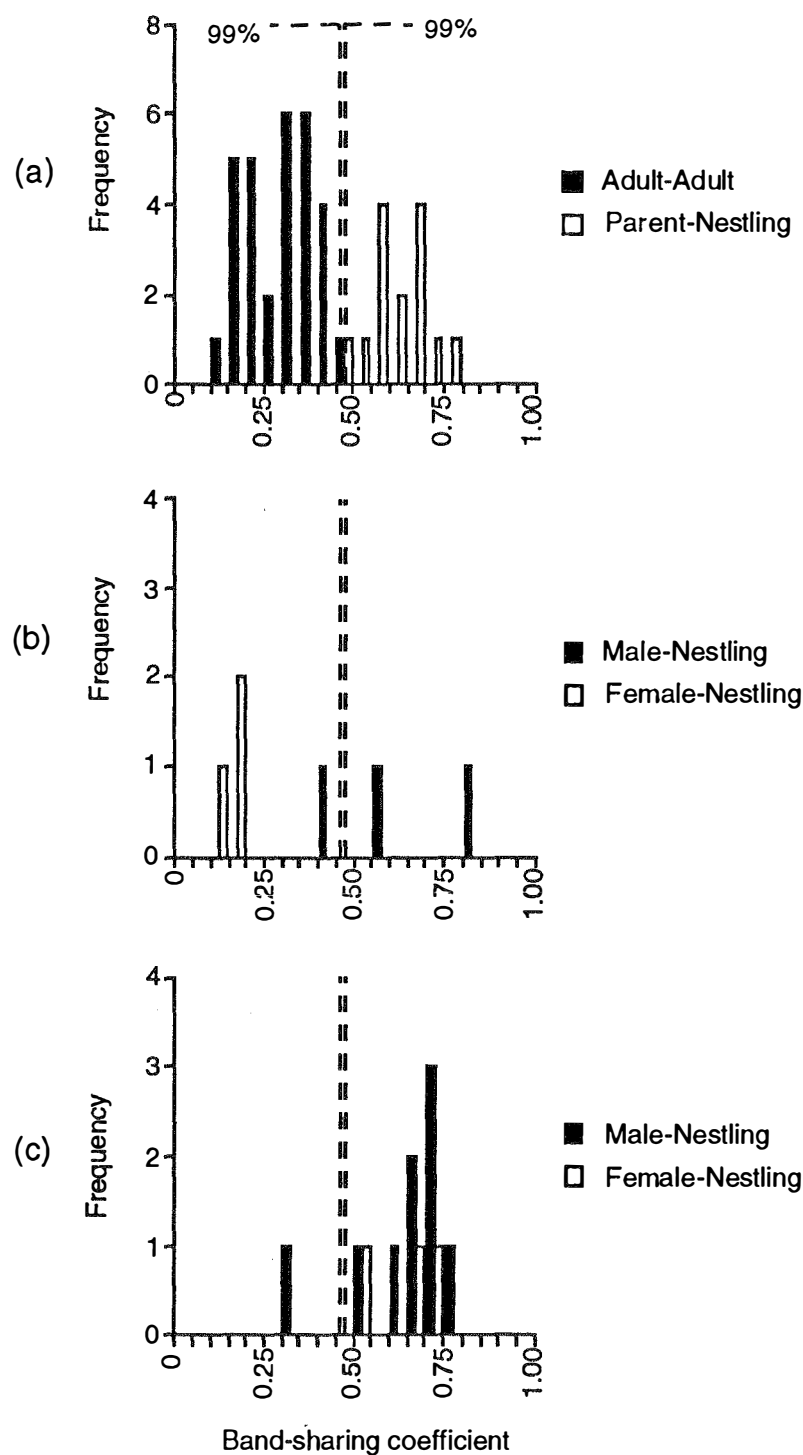 99% 99%
8
6
4
2
0
Frequency
(a)
Adult-Adult
Parent-Nestling
0 0.25 0.50 0.75 1.00
4
3
2
1
0
Frequency
(b)
Male-Nestling
Female-Nestling
0 0.25 0.50 0.75 1.00
4
3
2
1
0
Frequency
(c)
Male-Nestling
Female-Nestling
0 0.25 0.50 0.75 1.00
Band-sharing coefficient